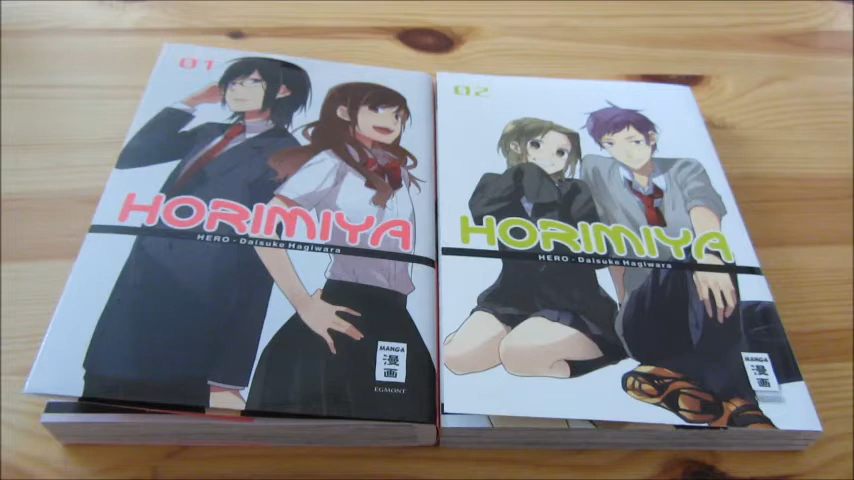 01
HORIMIYA
HERO - Daisuke Hagiwara
MANGA
漫
画
EGMONT
02
HORIMIYA
HERO - Daisuke Hagiwara
MANGA
漫
画